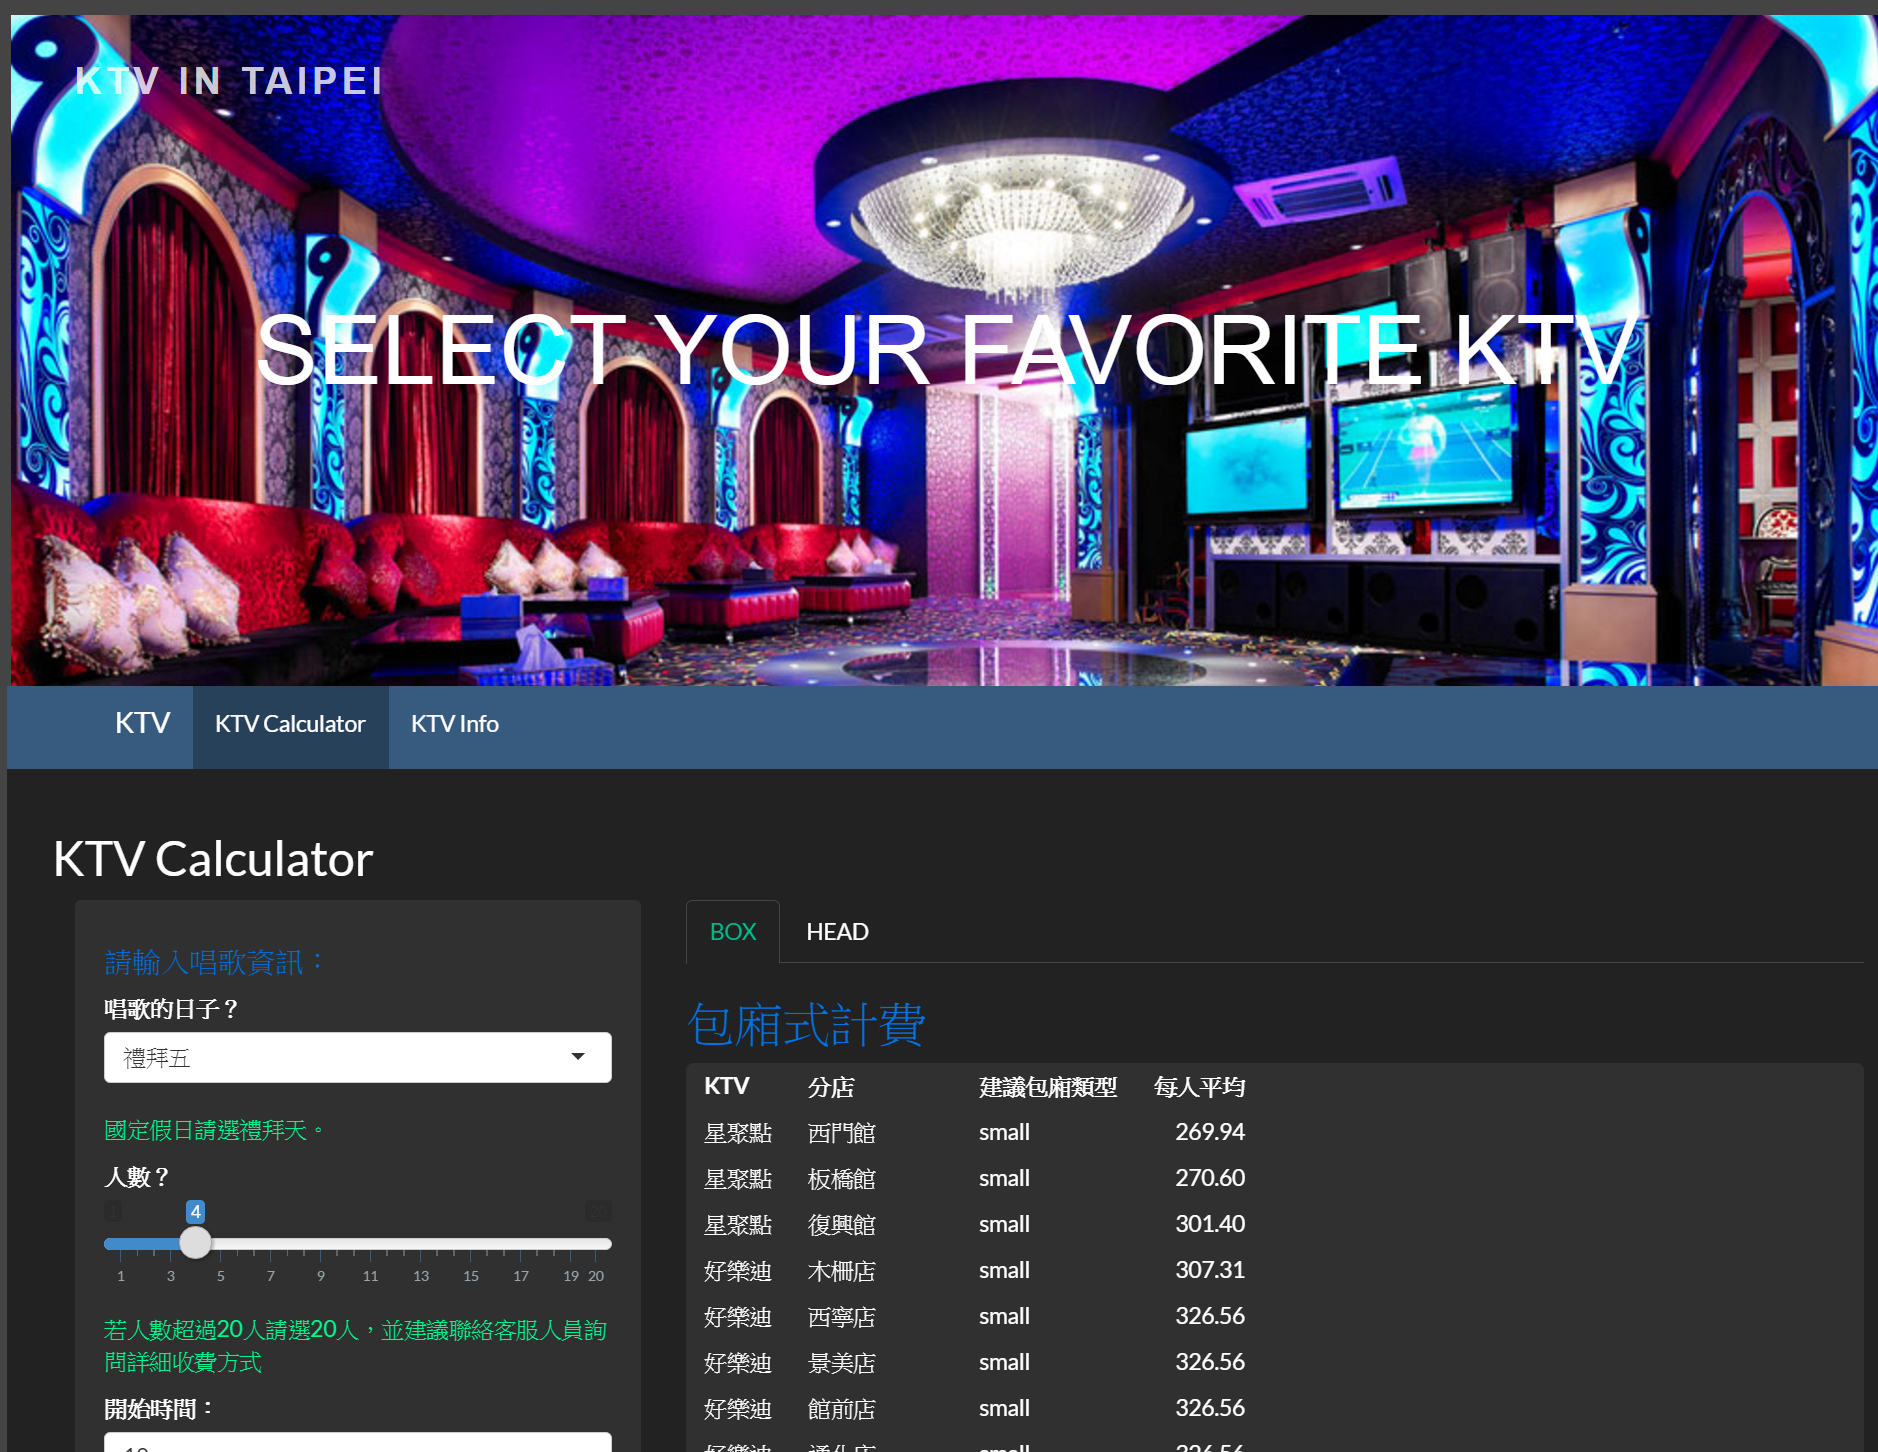 KTV IN TAIPEI
SELECT YOUR FAVORITE KTV
KTV KTV Calculator KTV Info
KTV Calculator
請輸入唱歌資訊：
唱歌的日子？
禮拜五
國定假日請選禮拜天。
人數？
4
1 3 5 7 9 11 13 15 17 19 20
若人數超過20人請選20人，並建議聯絡客服人員詢
問詳細收費方式
開始時間：
BOX HEAD
包廂式計費
KTV 分店 建議包廂類型 每人平均
星聚點 西門館 small 269.94
星聚點 板橋館 small 270.60
星聚點 復興館 small 301.40
好樂迪 木柵店 small 307.31
好樂迪 西寧店 small 326.56
好樂迪 景美店 small 326.56
好樂迪 館前店 small 326.56